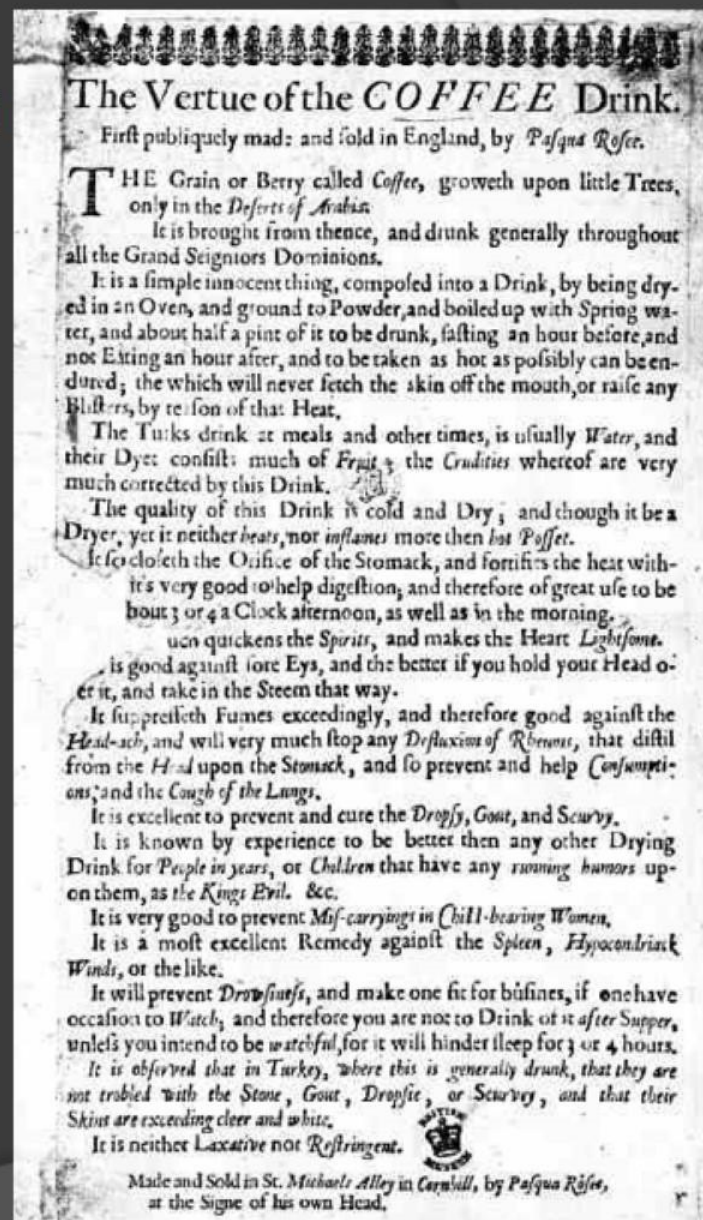 The Vertue of the COFFEE Drink.
First publiquely made and sold in England, by Pasqua Rosee.
THE Grain or Berry called Coffee, groweth upon little Trees,
only in the Deserts of Arabia.
It is brought from thence, and drunk generally throughout
all the Grand Seigniors Dominions.
It is a simple innocent thing, composed into a Drink, by being dry-
ed in an Oven, and ground to Powder, and boiled up with Spring wa-
ter, and about half a pint of it to be drunk, fasting an hour before, and
not Eating an hour after, and to be taken as hot as possibly can be en-
dured; the which will never fetch the skin off the mouth, or raise any
Blisters, by reason of that Heat.
The Turks drink at meals and other times, is usually Water, and
their Dyet consists much of Fruit; the Crudities whereof are very
much corrected by this Drink.
The quality of this Drink is cold and Dry; and though it be a
Dryer, yet it neither heats, nor inflames more then hot Posset.
It so closeth the Orifice of the Stomack, and fortifies the heat with-
it's very good to help digestion; and therefore of great use to be
bout 3 or 4 a Clock afternoon, as well as in the morning.
uch quickens the Spirits, and makes the Heart Lightsome.
is good against sore Eys, and the better if you hold your Head o-
er it, and take in the Steem that way.
It suppresseth Fumes exceedingly, and therefore good against the
Head-ach, and will very much stop any Defluxion of Rheums, that distil
from the Head upon the Stomack, and so prevent and help Consumpti-
ons; and the Cough of the Lungs.
It is excellent to prevent and cure the Dropsy, Gout, and Scurvy.
It is known by experience to be better then any other Drying
Drink for People in years, or Children that have any running humors up-
on them, as the Kings Evil. &c.
It is very good to prevent Mis-carryings in Child-bearing Women.
It is a most excellent Remedy against the Spleen, Hypocondriack
Winds, or the like.
It will prevent Drowsiness, and make one fit for busines, if one have
occasion to Watch; and therefore you are not to Drink of it after Supper,
unless you intend to be watchful, for it will hinder sleep for 3 or 4 hours.
It is observed that in Turkey, where this is generally drunk, that they are
not trobled with the Stone, Gout, Dropsie, or Scurvey, and that their
Skins are exceeding cleer and white.
It is neither Laxative nor Restringent.
BRITISH MUSEUM
Made and Sold in St. Michaels Alley in Cornhill, by Pasqua Rosee,
at the Signe of his own Head.